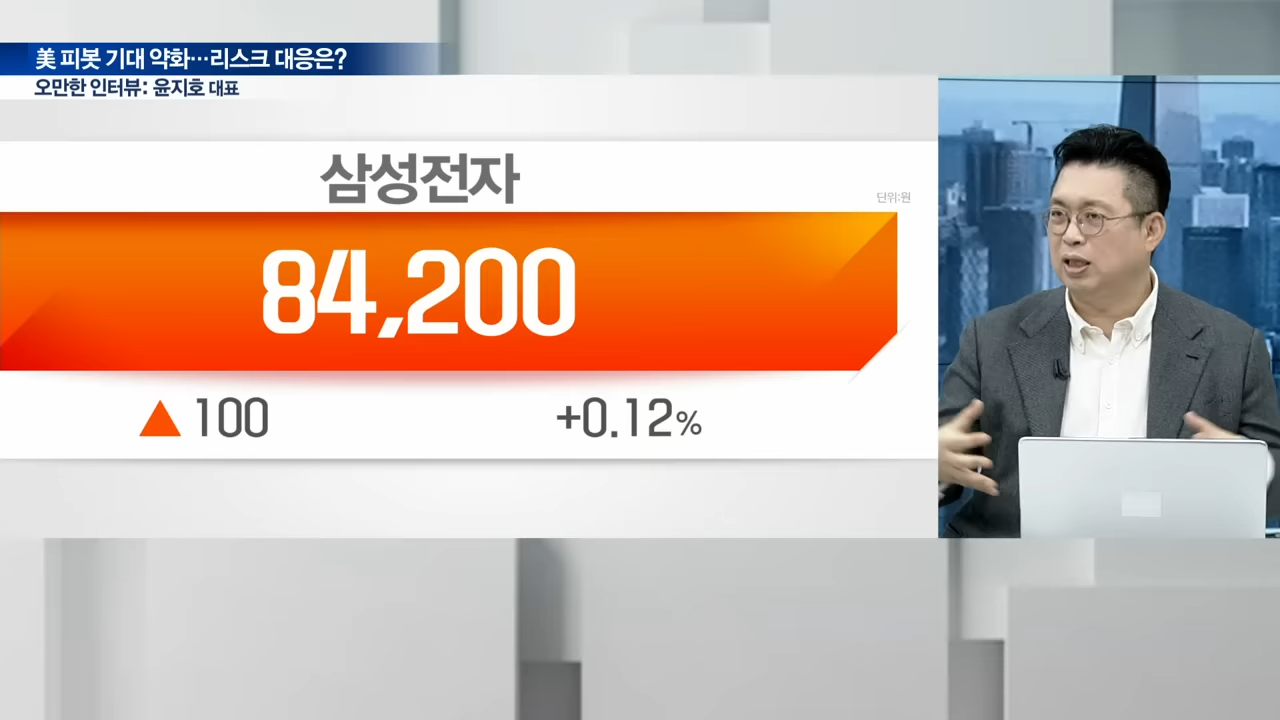 美 피봇 기대 약화…리스크 대응은?
오만한 인터뷰: 윤지호 대표
삼성전자
단위:원
84,200
▲ 100
+0.12%